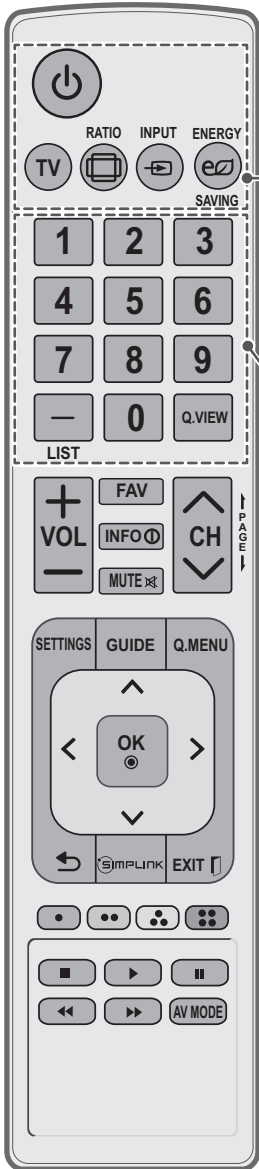 RATIO INPUT ENERGY
TV
SAVING
1 2 3
4 5 6
7 8 9
— 0 Q.VIEW
LIST
+ FAV
VOL INFO CH PAGE
— MUTE
SETTINGS GUIDE Q.MENU
OK
SIMPLINK EXIT
AV MODE